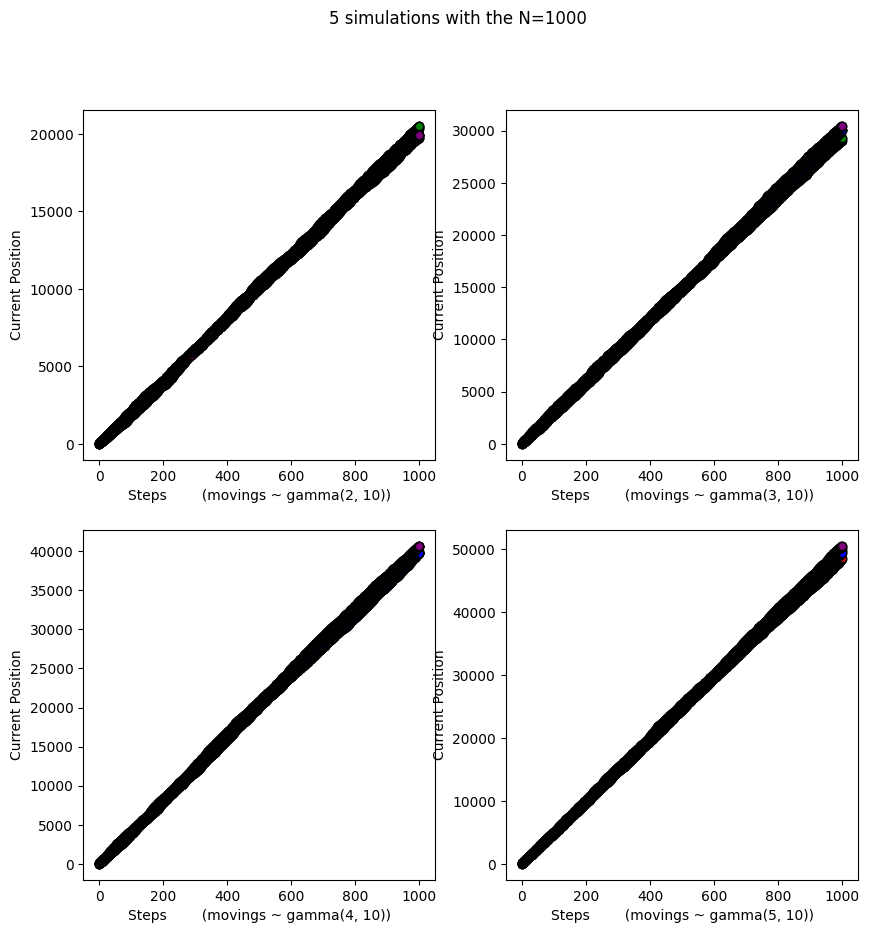 5 simulations with the N=1000
20000
15000
10000
5000
0
Current Position
0 200 400 600 800 1000
Steps (movings ~ gamma(2, 10))
30000
25000
20000
15000
10000
5000
0
Current Position
0 200 400 600 800 1000
Steps (movings ~ gamma(3, 10))
40000
35000
30000
25000
20000
15000
10000
5000
0
Current Position
0 200 400 600 800 1000
Steps (movings ~ gamma(4, 10))
50000
40000
30000
20000
10000
0
Current Position
0 200 400 600 800 1000
Steps (movings ~ gamma(5, 10))